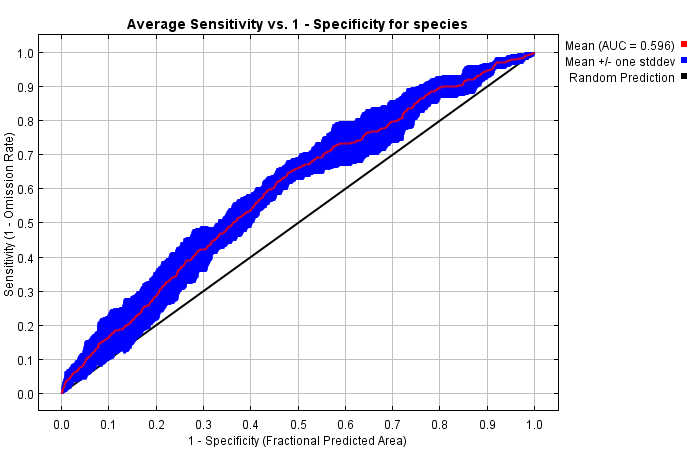 Average Sensitivity vs. 1 - Specificity for species
Mean (AUC = 0.596)
Mean +/- one stddev
Random Prediction
Sensitivity (1 - Omission Rate)
1.0
0.9
0.8
0.7
0.6
0.5
0.4
0.3
0.2
0.1
0.0
0.0 0.1 0.2 0.3 0.4 0.5 0.6 0.7 0.8 0.9 1.0
1 - Specificity (Fractional Predicted Area)